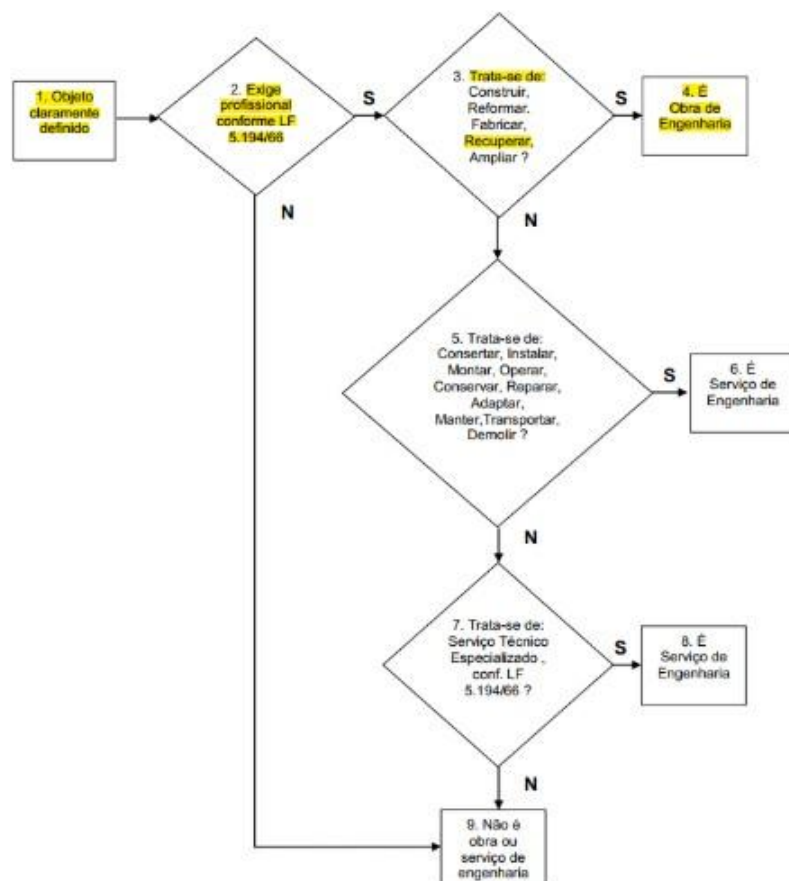 1. Objeto
claramente
definido
2. Exige
profissional
conforme LF
5.194/66
S
3. Trata-se de:
Construir,
Reformar.
Fabricar,
Recuperar,
Ampliar ?
S
4. É
Obra de
Engenharia
N
N
5. Trata-se de:
Consertar, Instalar,
Montar, Operar,
Conservar, Reparar,
Adaptar,
Manter,Transportar,
Demolir ?
S
6. É
Serviço de
Engenharia
N
7. Trata-se de:
Serviço Técnico
Especializado ,
conf. LF
5.194/66 ?
S
8. É
Serviço de
Engenharia
N
9. Não é
obra ou
serviço de
engenharia